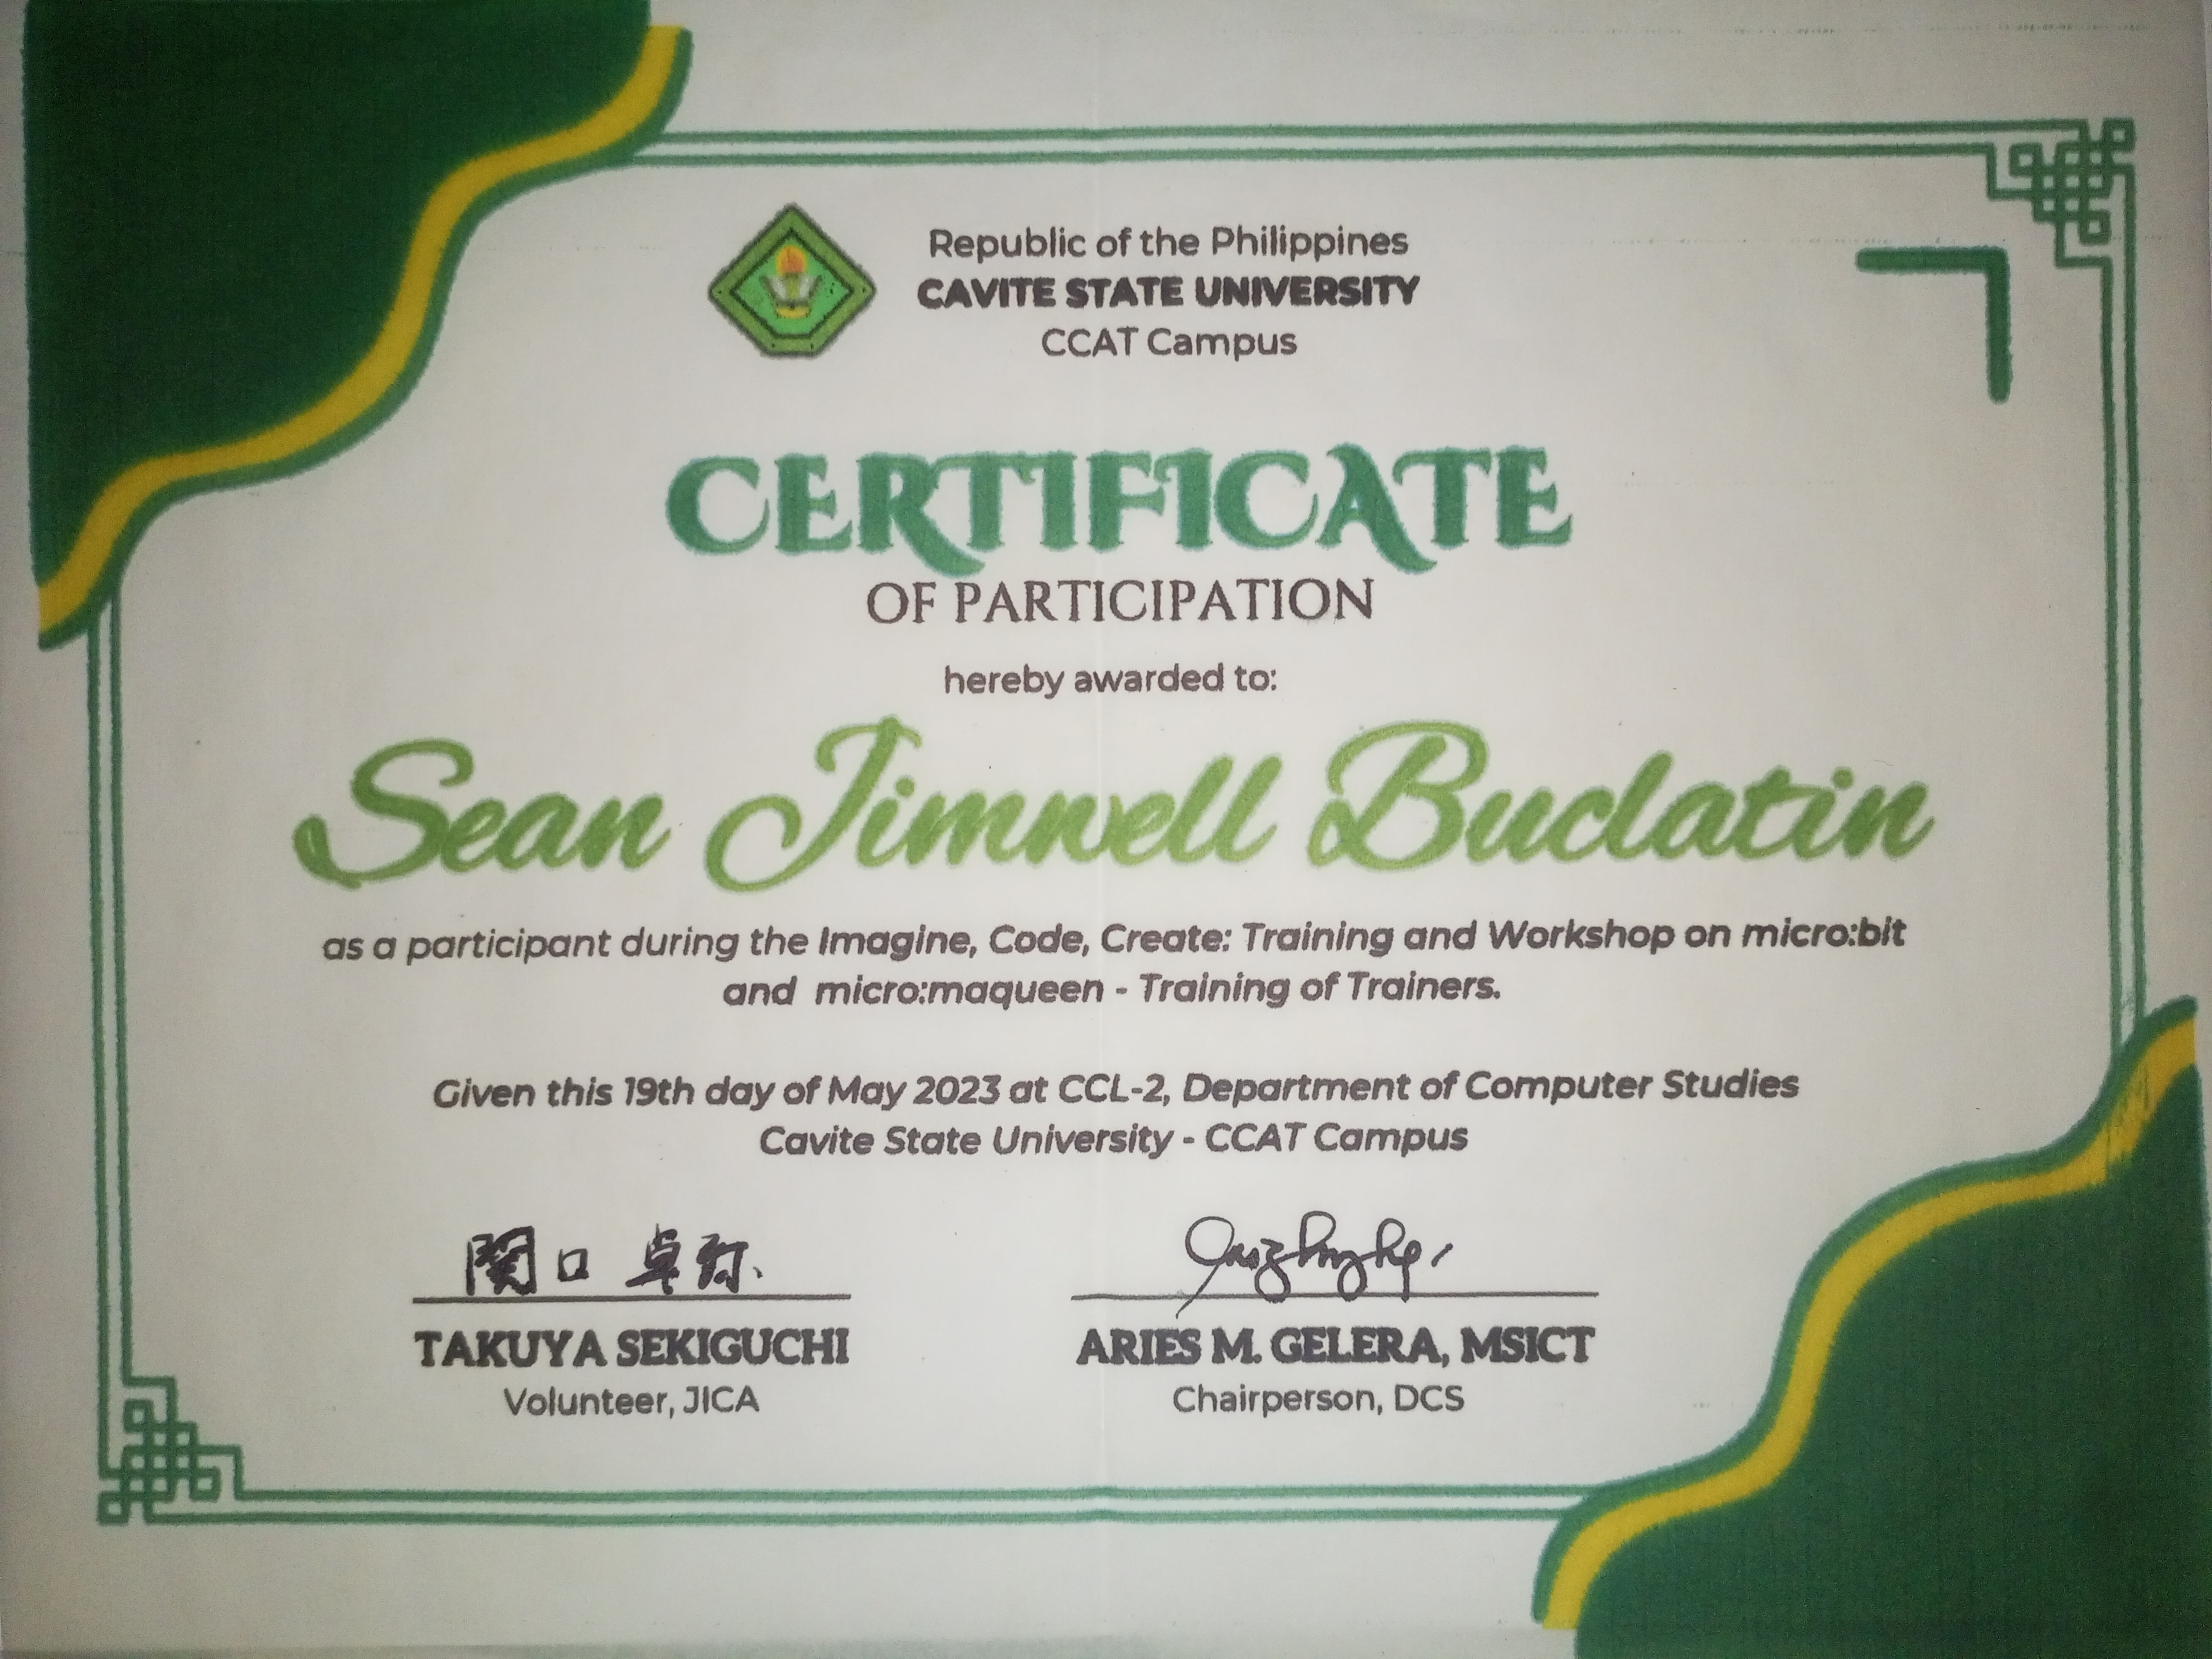 Republic of the Philippines
CAVITE STATE UNIVERSITY
CCAT Campus
CERTIFICATE
OF PARTICIPATION
hereby awarded to:
Sean Jimwell Buclatin
as a participant during the Imagine, Code, Create: Training and Workshop on micro:bit
and micro:maqueen - Training of Trainers.
Given this 19th day of May 2023 at CCL-2, Department of Computer Studies
Cavite State University - CCAT Campus
関口 卓弥
TAKUYA SEKIGUCHI
Volunteer, JICA
ARIES M. GELERA, MSICT
Chairperson, DCS